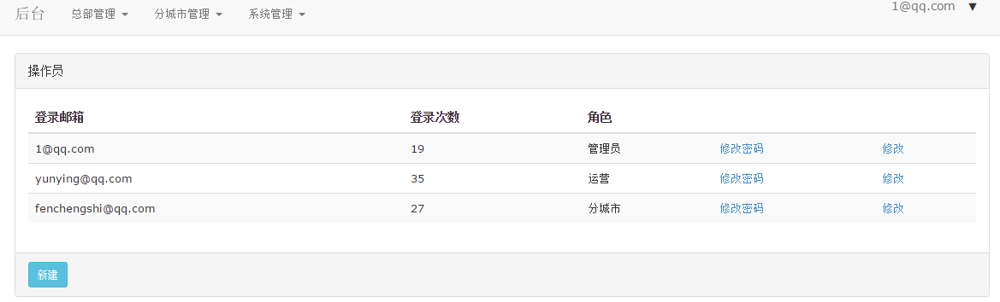 后台 总部管理 分城市管理 系统管理 1@qq.com
操作员
登录邮箱 登录次数 角色
1@qq.com 19 管理员 修改密码 修改
yunying@qq.com 35 运营 修改密码 修改
fenchengshi@qq.com 27 分城市 修改密码 修改
新建